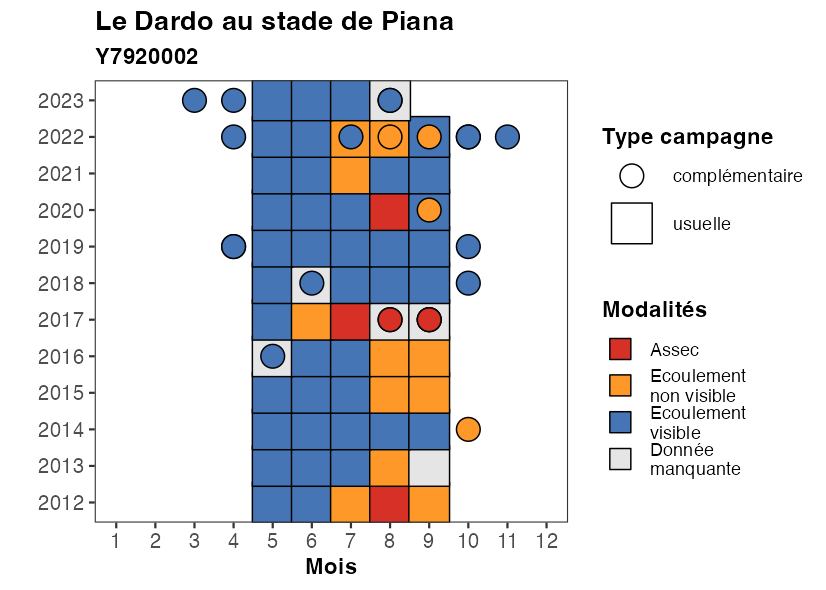 Le Dardo au stade de Piana
Y7920002
2023
2022
2021
2020
2019
2018
2017
2016
2015
2014
2013
2012
1 2 3 4 5 6 7 8 9 10 11 12
Mois
Type campagne
complémentaire
usuelle
Modalités
Assec
Ecoulement
non visible
Ecoulement
visible
Donnée
manquante